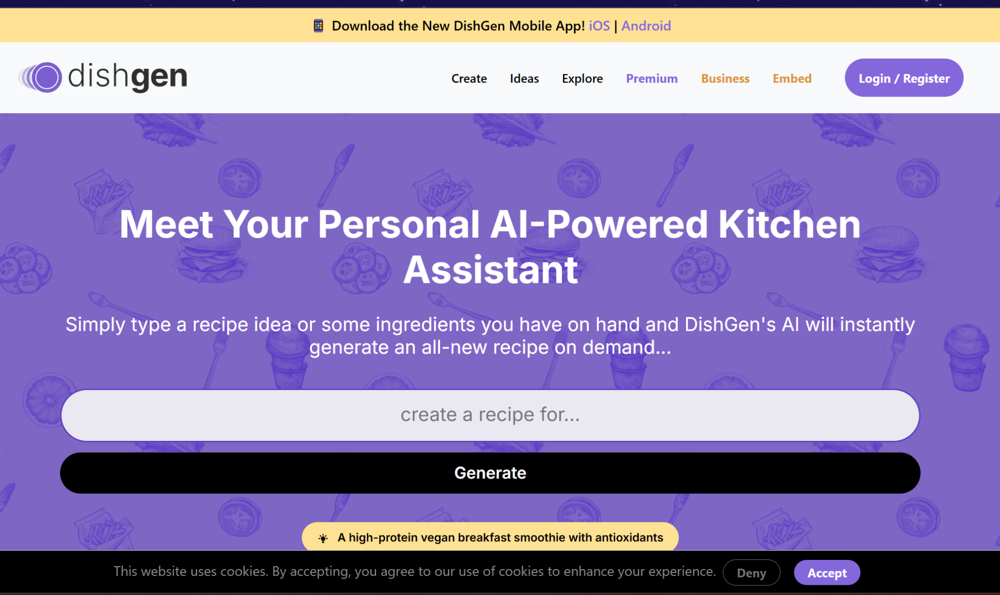 Download the New DishGen Mobile App! iOS | Android
dishgen
Create Ideas Explore Premium Business Embed Login / Register
Meet Your Personal AI-Powered Kitchen
Assistant
Simply type a recipe idea or some ingredients you have on hand and DishGen's AI will instantly
generate an all-new recipe on demand...
create a recipe for...
Generate
A high-protein vegan breakfast smoothie with antioxidants
This website uses cookies. By accepting, you agree to our use of cookies to enhance your experience. Deny Accept